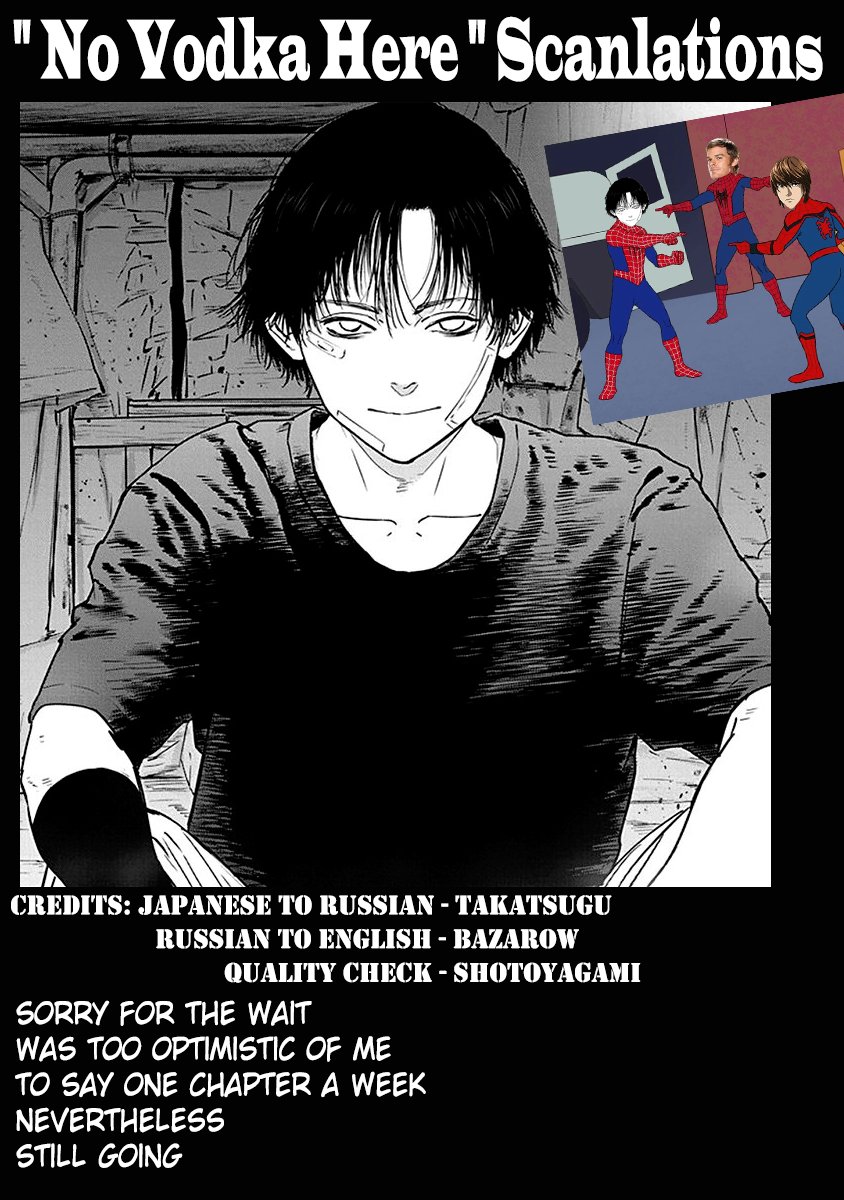 "No Vodka Here" Scanlations
CREDITS: JAPANESE TO RUSSIAN - TAKATSUGU
RUSSIAN TO ENGLISH - BAZAROW
QUALITY CHECK - SHOTOYAGAMI
SORRY FOR THE WAIT
WAS TOO OPTIMISTIC OF ME
TO SAY ONE CHAPTER A WEEK
NEVERTHELESS
STILL GOING